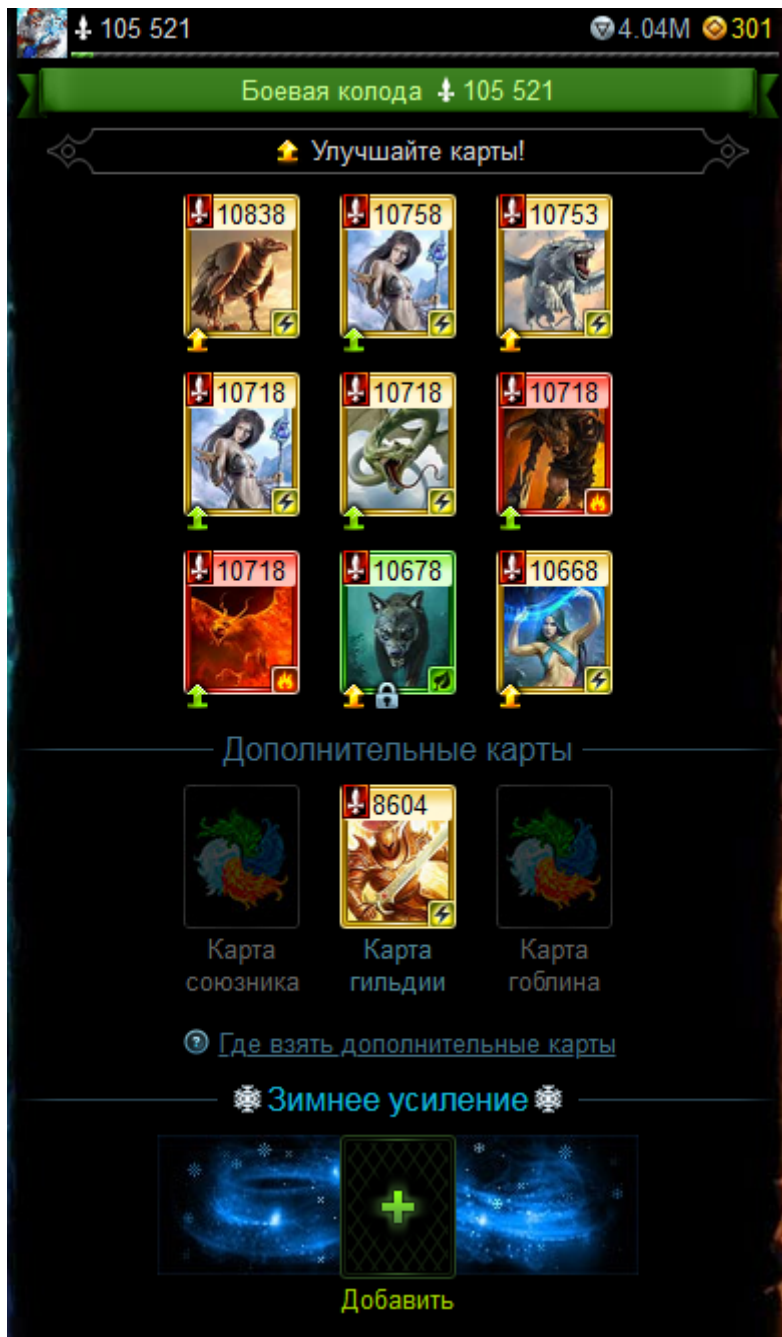 105 521 4.04M 301
Боевая колода 105 521
Улучшайте карты!
10838 10758 10753
10718 10718 10718
10718 10678 10668
Дополнительные карты
8604
Карта союзника
Карта гильдии
Карта гоблина
? Где взять дополнительные карты
Зимнее усиление
Добавить